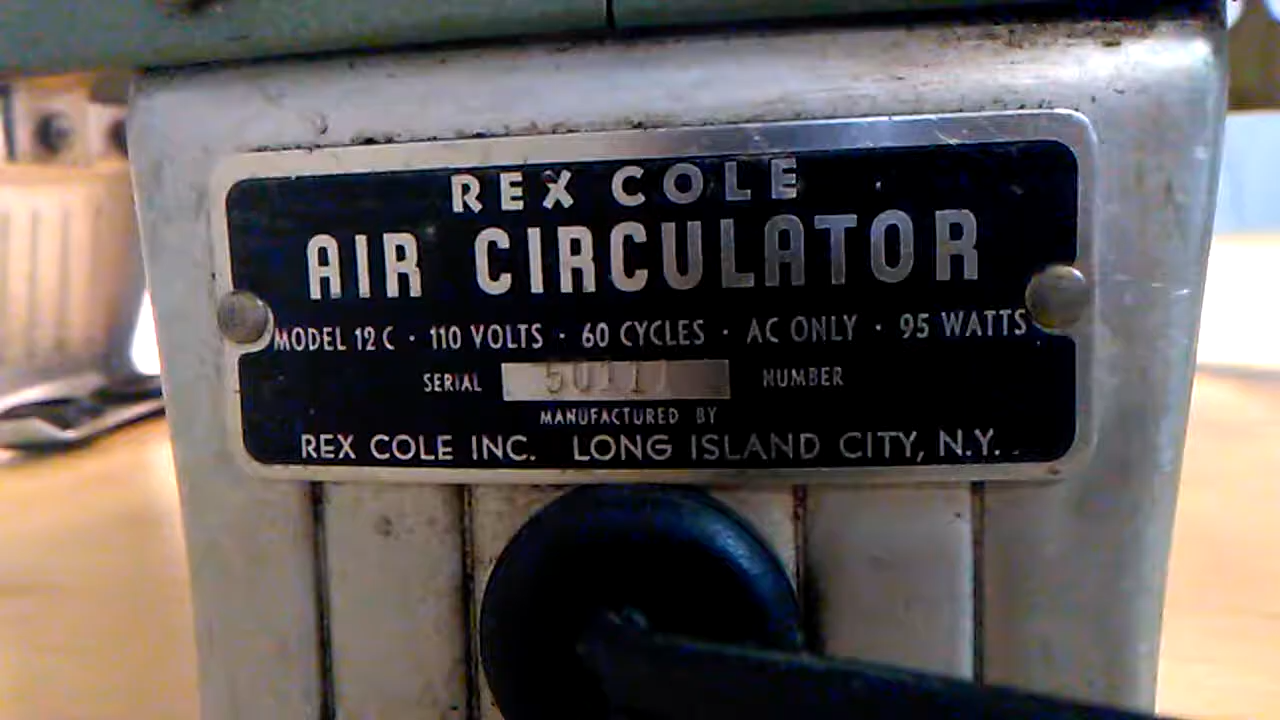 REX COLE
AIR CIRCULATOR
MODEL 12 C · 110 VOLTS · 60 CYCLES · AC ONLY · 95 WATTS
SERIAL NUMBER
MANUFACTURED BY
REX COLE INC. LONG ISLAND CITY, N.Y.